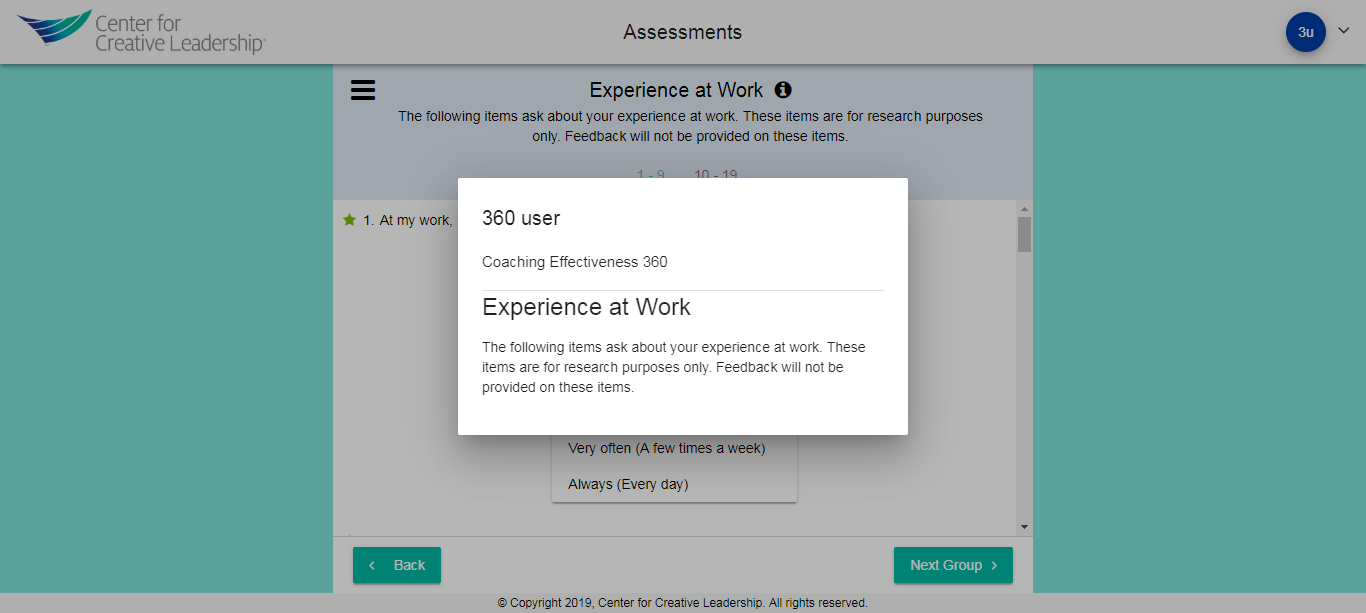 Center for
Creative Leadership
Assessments
3u
Experience at Work
The following items ask about your experience at work. These items are for research purposes
only. Feedback will not be provided on these items.
1 - 9 10 - 19
1. At my work,
360 user
Coaching Effectiveness 360
Experience at Work
The following items ask about your experience at work. These
items are for research purposes only. Feedback will not be
provided on these items.
Very often (A few times a week)
Always (Every day)
Back
Next Group
© Copyright 2019, Center for Creative Leadership. All rights reserved.